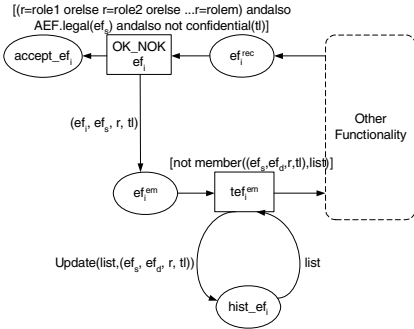 [(r=role1 orelse r=role2 orelse ...r=rolem) andalso
AEF.legal(ef_s) andalso not confidential(tl)]
accept_ef_i
OK_NOK
ef_i
ef_i^rec
(ef_i, ef_s, r, tl)
Other
Functionality
[not member((ef_s,ef_d,r,tl),list)]
ef_i^em
tef_i^em
Update(list,(ef_s, ef_d, r, tl))
list
hist_ef_i